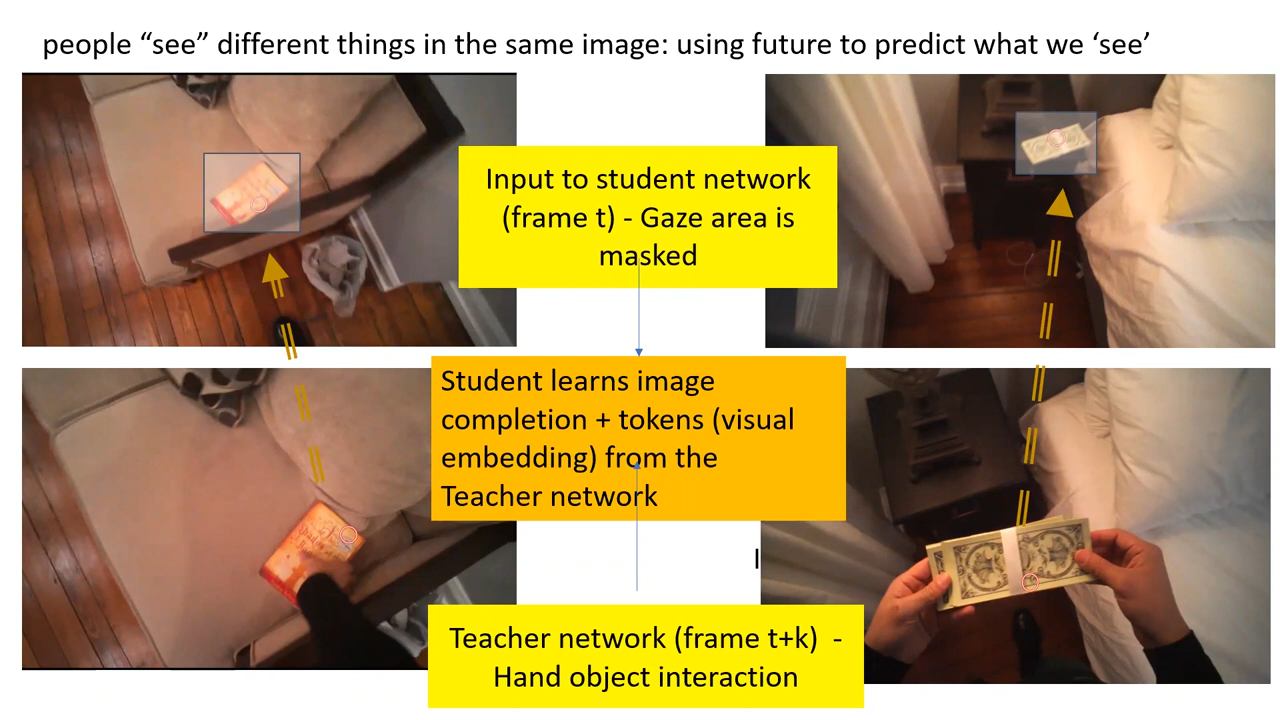 people “see” different things in the same image: using future to predict what we ‘see’
Input to student network
(frame t) - Gaze area is
masked
Student learns image
completion + tokens (visual
embedding) from the
Teacher network
I
Teacher network (frame t+k)  -
Hand object interaction